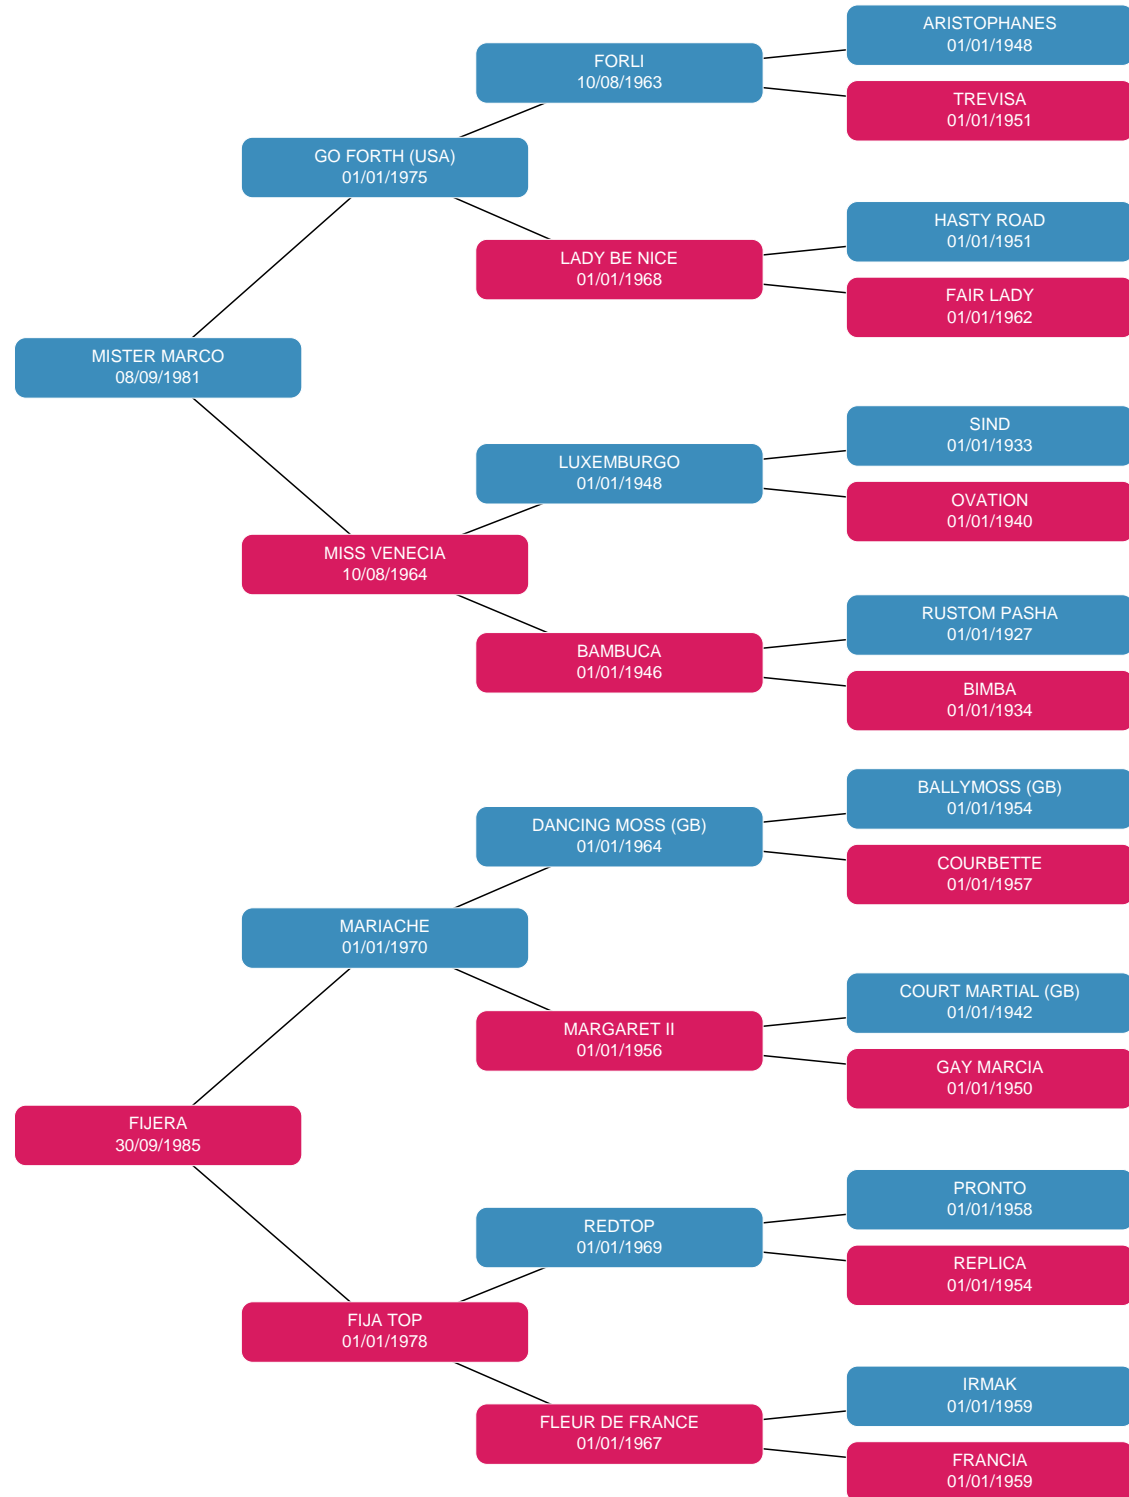 ARISTOPHANES
01/01/1948
FORLI
10/08/1963
TREVISA
01/01/1951
GO FORTH (USA)
01/01/1975
HASTY ROAD
01/01/1951
LADY BE NICE
01/01/1968
FAIR LADY
01/01/1962
MISTER MARCO
08/09/1981
SIND
01/01/1933
LUXEMBURGO
01/01/1948
OVATION
01/01/1940
MISS VENECIA
10/08/1964
RUSTOM PASHA
01/01/1927
BAMBUCA
01/01/1946
BIMBA
01/01/1934
BALLYMOSS (GB)
01/01/1954
DANCING MOSS (GB)
01/01/1964
COURBETTE
01/01/1957
MARIACHE
01/01/1970
COURT MARTIAL (GB)
01/01/1942
MARGARET II
01/01/1956
GAY MARCIA
01/01/1950
FIJERA
30/09/1985
PRONTO
01/01/1958
REDTOP
01/01/1969
REPLICA
01/01/1954
FIJA TOP
01/01/1978
IRMAK
01/01/1959
FLEUR DE FRANCE
01/01/1967
FRANCIA
01/01/1959